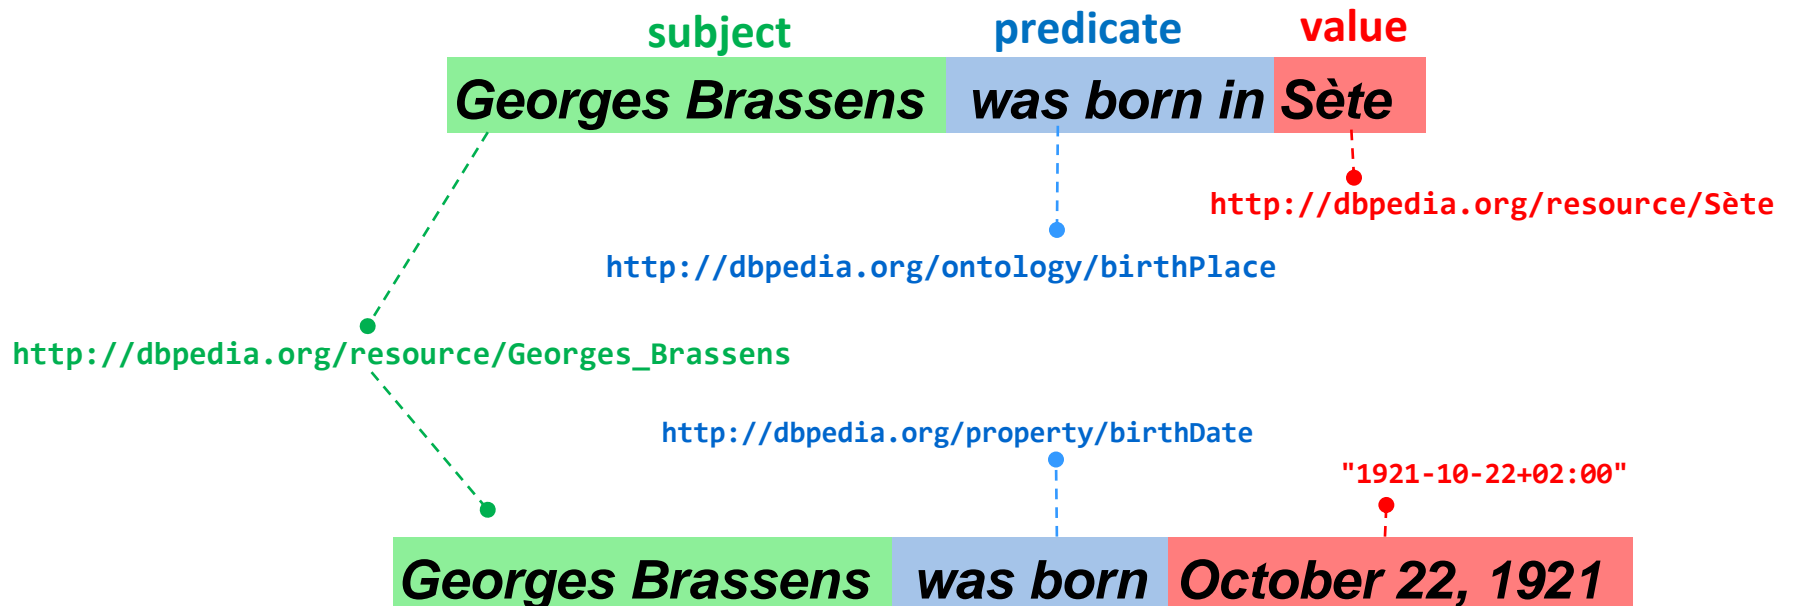 subject predicate value
Georges Brassens was born in Sète
http://dbpedia.org/resource/Sète
http://dbpedia.org/ontology/birthPlace
http://dbpedia.org/resource/Georges_Brassens
http://dbpedia.org/property/birthDate
"1921-10-22+02:00"
Georges Brassens was born October 22, 1921